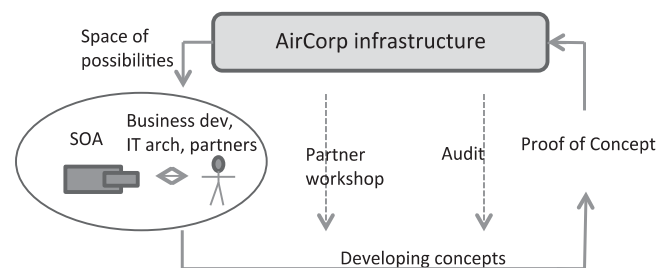 Space of
possibilities
AirCorp infrastructure
SOA
Business dev,
IT arch, partners
Partner
workshop
Audit
Proof of Concept
Developing concepts